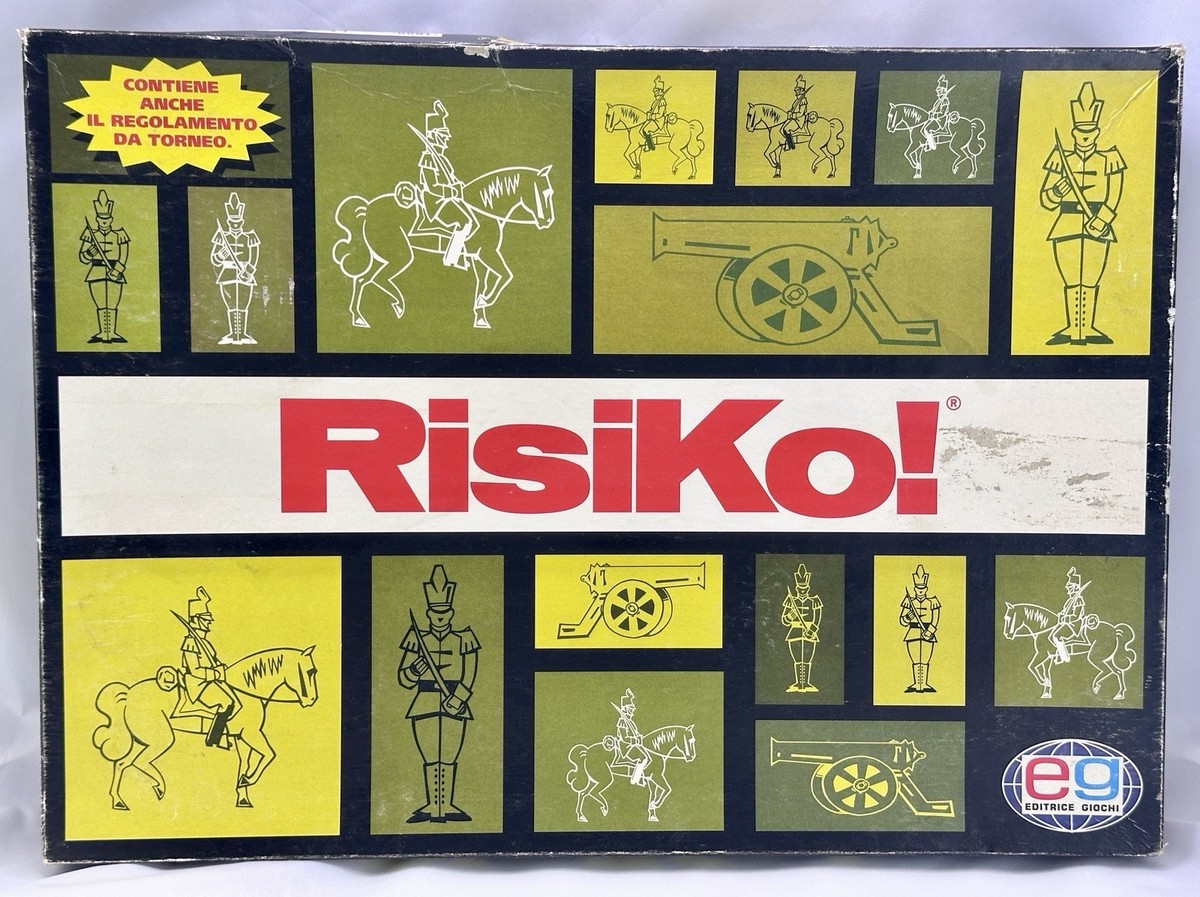 CONTIENE
ANCHE
IL REGOLAMENTO
DA TORNEO.
RisiKo!®
eg
EDITRICE GIOCHI